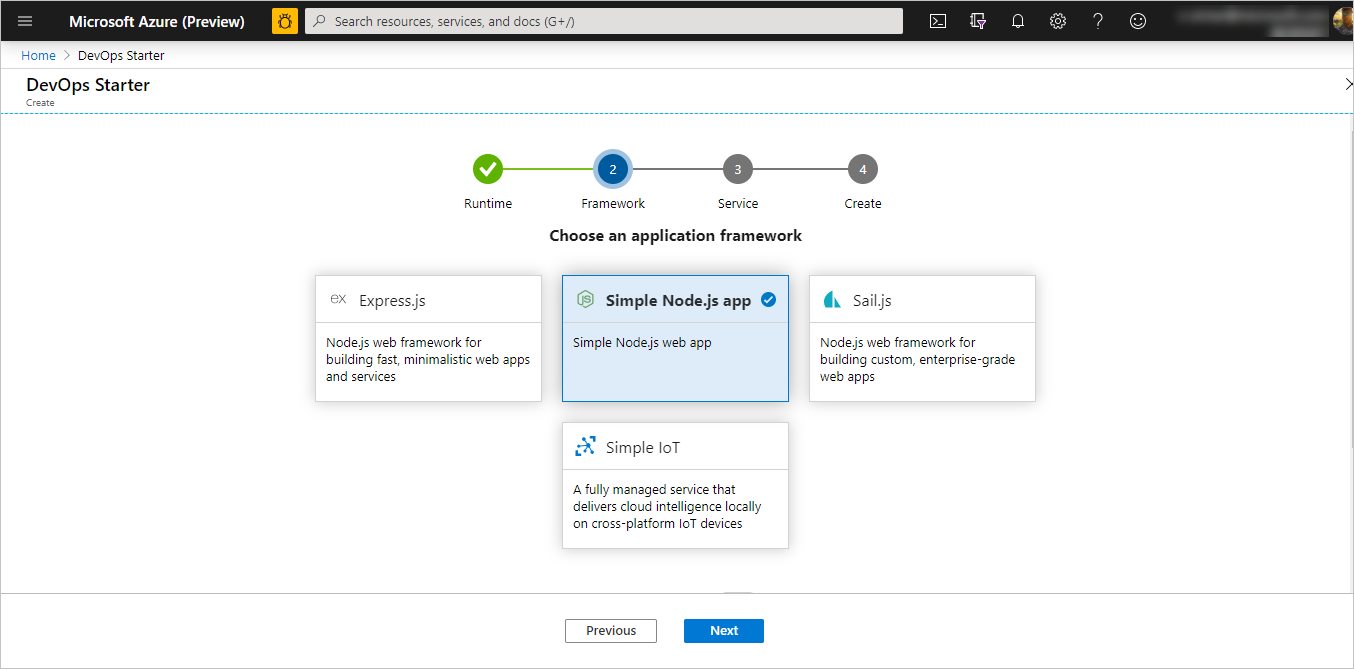 Microsoft Azure (Preview)
Search resources, services, and docs (G+/)
Home > DevOps Starter
DevOps Starter
Create
2
3
4
Runtime
Framework
Service
Create
Choose an application framework
ex Express.js
Node.js web framework for
building fast, minimalistic web apps
and services
JS Simple Node.js app
Simple Node.js web app
Sail.js
Node.js web framework for
building custom, enterprise-grade
web apps
Simple IoT
A fully managed service that
delivers cloud intelligence locally
on cross-platform IoT devices
Previous
Next